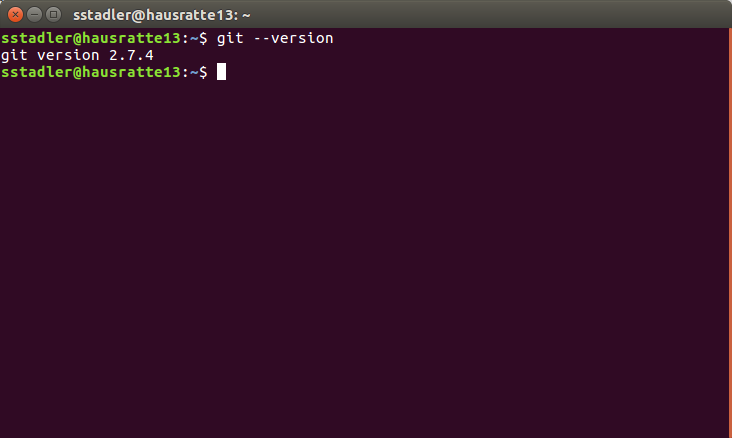 sstadler@hausratte13: ~
sstadler@hausratte13:~$ git --version
git version 2.7.4
sstadler@hausratte13:~$